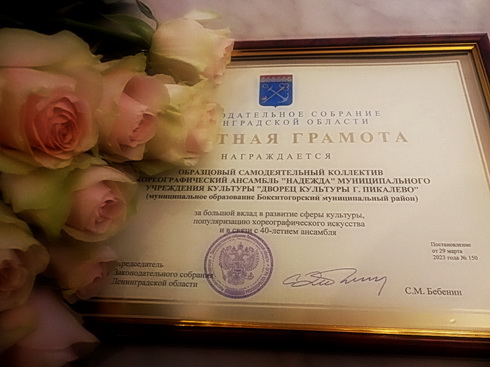 ОДАТЕЛЬНОЕ СОБРАНИЕ
НГРАДСКОЙ ОБЛАСТИ
ТНАЯ ГРАМОТА
НАГРАЖДАЕТСЯ
ОБРАЗЦОВЫЙ САМОДЕЯТЕЛЬНЫЙ КОЛЛЕКТИВ
ХОРЕОГРАФИЧЕСКИЙ АНСАМБЛЬ "НАДЕЖДА" МУНИЦИПАЛЬНОГО
УЧРЕЖДЕНИЯ КУЛЬТУРЫ "ДВОРЕЦ КУЛЬТУРЫ Г. ПИКАЛЕВО"
(муниципальное образование Бокситогорский муниципальный район)
за большой вклад в развитие сферы культуры,
популяризацию хореографического искусства
и в связи с 40-летием ансамбля
Постановление
от 29 марта
2023 года № 150
Председатель
Законодательного собрания
Ленинградской области
С.М. Бебенин